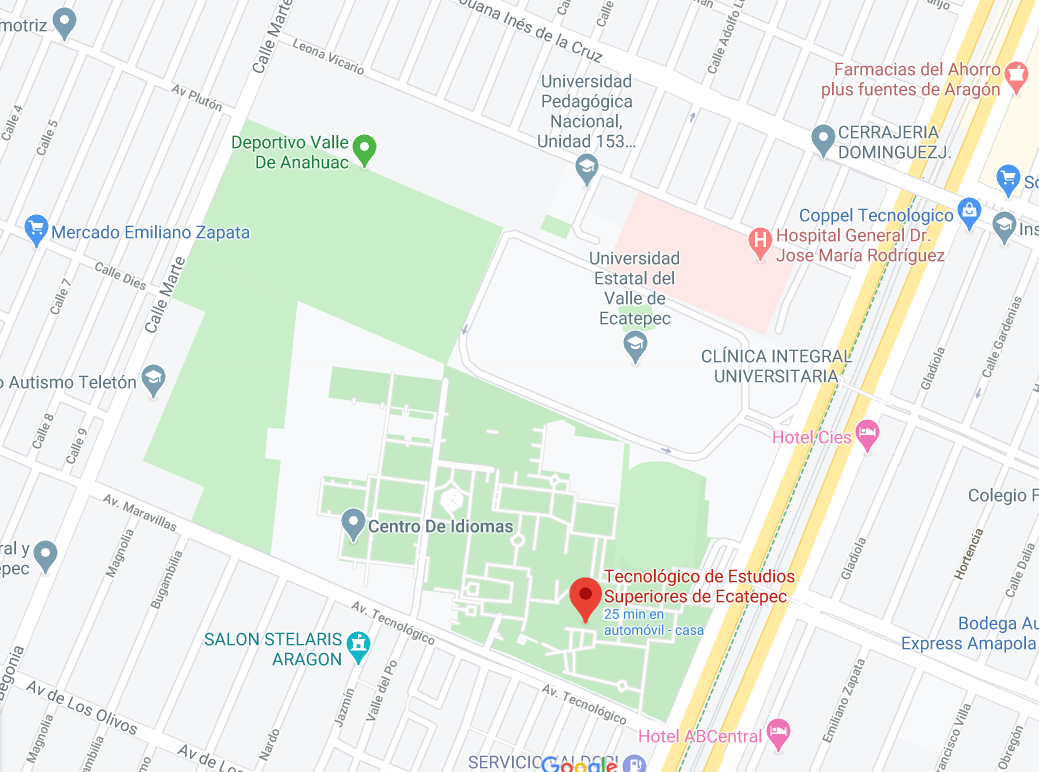 motriz
Calle Marte
Juana Inés de la Cruz
Leona Vicario
Av Plutón
Calle 4
Calle 5
Universidad
Pedagógica
Nacional,
Unidad 153...
Farmacias del Ahorro
plus fuentes de Aragón
CERRAJERIA
DOMINGUEZJ.
Deportivo Valle
De Anahuac
Mercado Emiliano Zapata
Coppel Tecnologico
Hospital General Dr.
Jose María Rodríguez
Ins
Calle Dies
Calle 7
Calle Marte
Universidad
Estatal del
Valle de
Ecatepec
CLÍNICA INTEGRAL
UNIVERSITARIA
Gladiola
Calle Gardenias
o Autismo Teletón
Calle 8
Calle 9
Hotel Cies
Colegio F
Av. Maravillas
Centro De Idiomas
Magnolia
Bugambilia
Gladiola
Hortencia
Calle Dalia
ral y
epec
Tecnológico de Estudios
Superiores de Ecatepec
25 min en
automóvil - casa
Av. Tecnológico
SALON STELARIS
ARAGON
Bodega Au
Express Amapola
Begonia
Av de Los Olivos
Jazmín
Valle del Po
Av. Tecnológico
Emiliano Zapata
Magnolia
Nardo
Av de Los
Hotel ABCentral
Francisco Villa
Obregón
Google